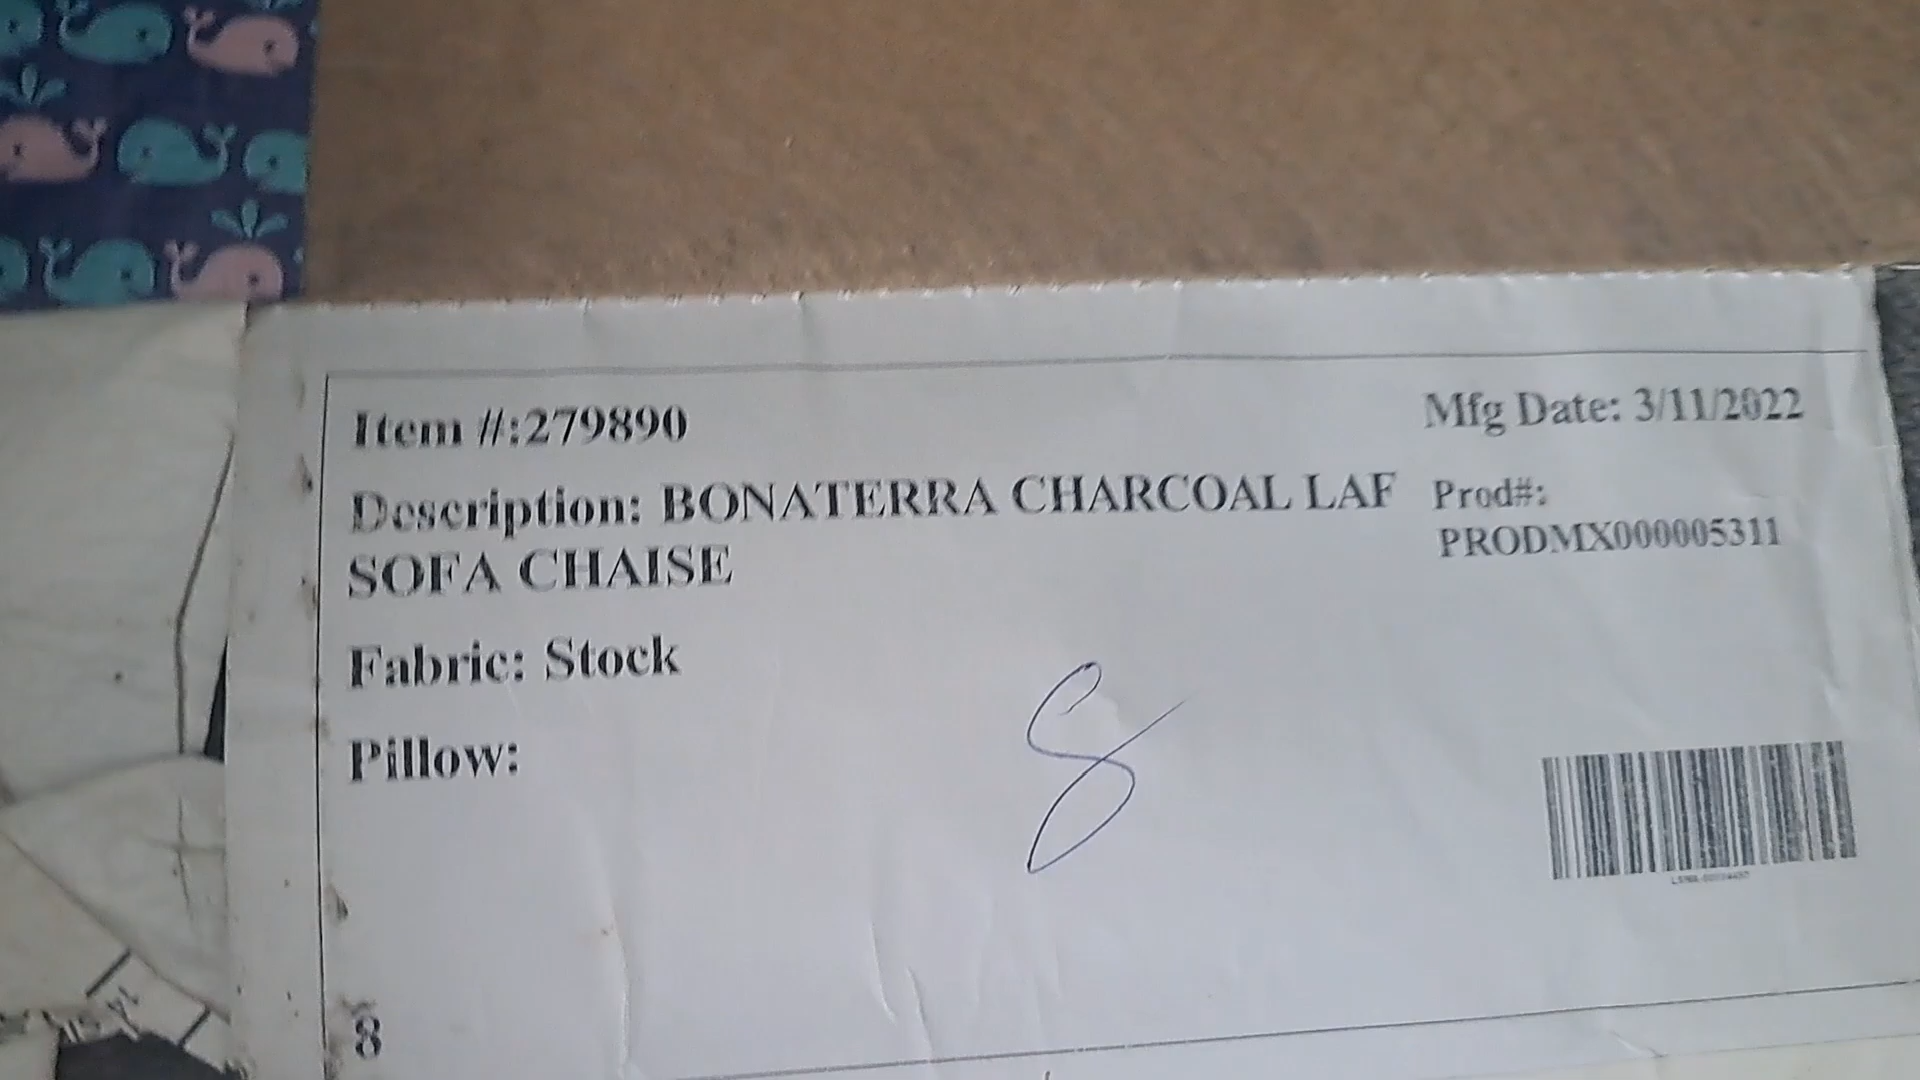 Item #:279890
Mfg Date: 3/11/2022
Description: BONATERRA CHARCOAL LAF
SOFA CHAISE
Prod#:
PRODMX000005311
Fabric: Stock
Pillow:
8
8